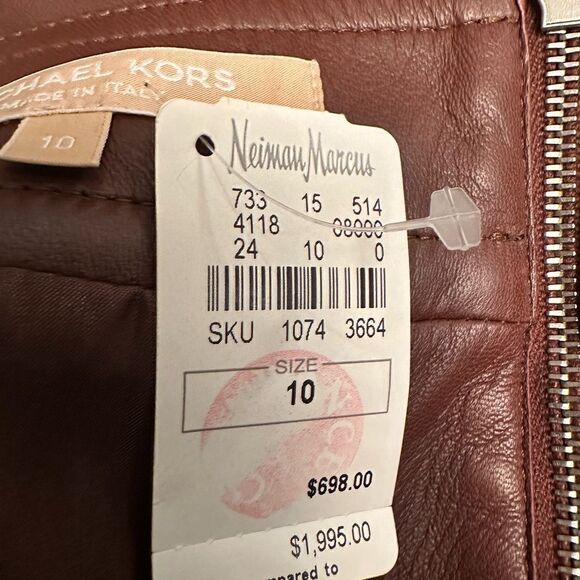 CHAEL KORS
MADE IN ITALY
10
Neiman Marcus
733 15 514
4118 08000
24 10 0
SKU 1074 3664
SIZE
10
$698.00
$1,995.00
mpared to